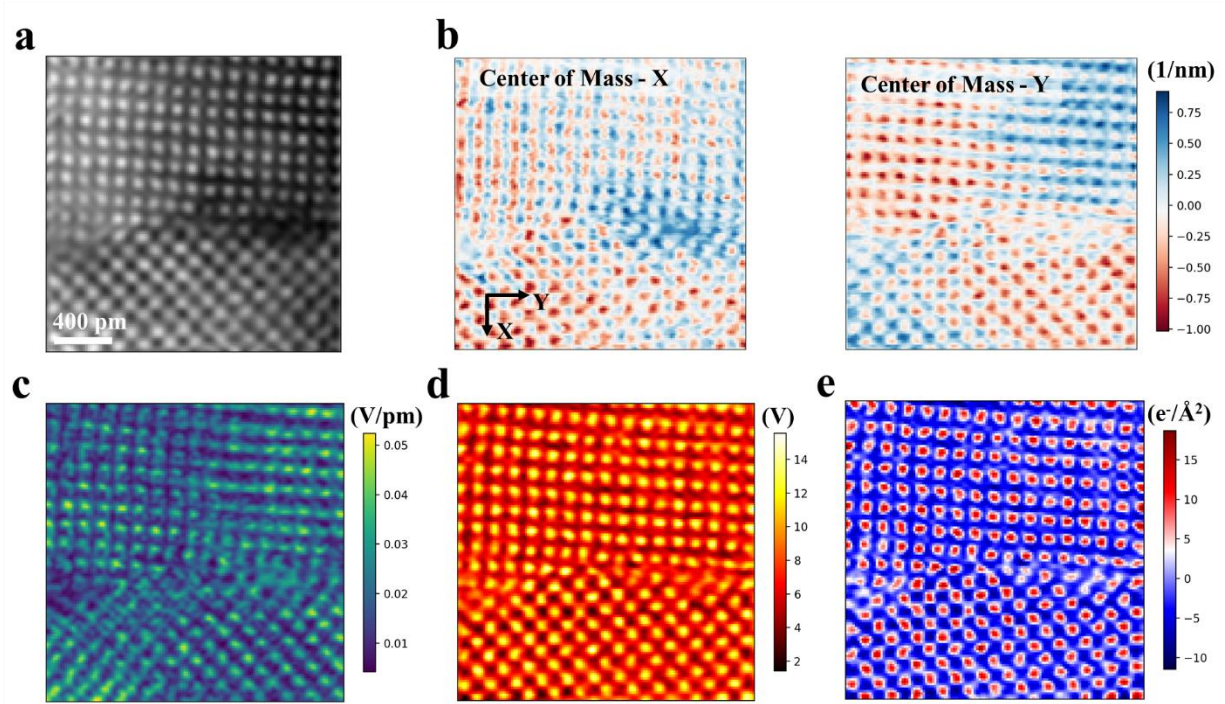 a
b
Center of Mass - X
Center of Mass - Y
(1/nm)
0.75
0.50
0.25
0.00
−0.25
−0.50
−0.75
−1.00
400 pm
Y
X
c
(V/pm)
0.05
0.04
0.03
0.02
0.01
d
(V)
14
12
10
8
6
4
2
e
(e⁻/Å²)
15
10
5
0
−5
−10